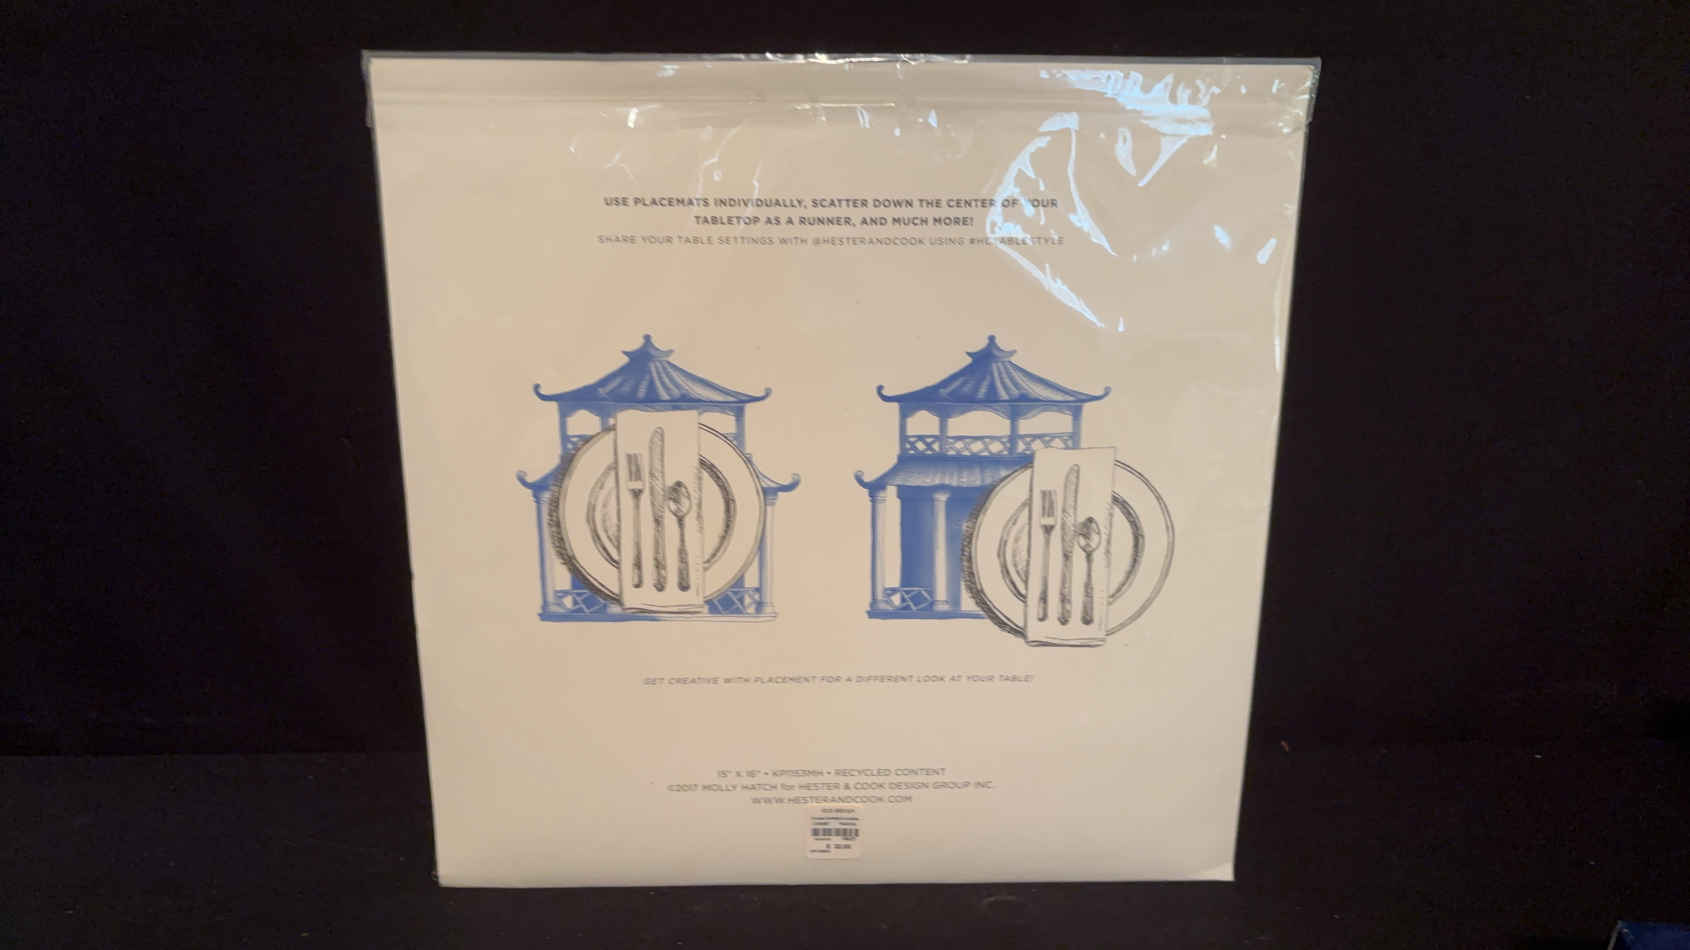 USE PLACEMATS INDIVIDUALLY, SCATTER DOWN THE CENTER OF YOUR
TABLETOP AS A RUNNER, AND MUCH MORE!
SHARE YOUR TABLE SETTINGS WITH @HESTERANDCOOK USING #HCTABLESTYLE
GET CREATIVE WITH PLACEMENT FOR A DIFFERENT LOOK AT YOUR TABLE!
15" X 16" • KP1153MH • RECYCLED CONTENT
©2017 MOLLY HATCH for HESTER & COOK DESIGN GROUP INC.
WWW.HESTERANDCOOK.COM